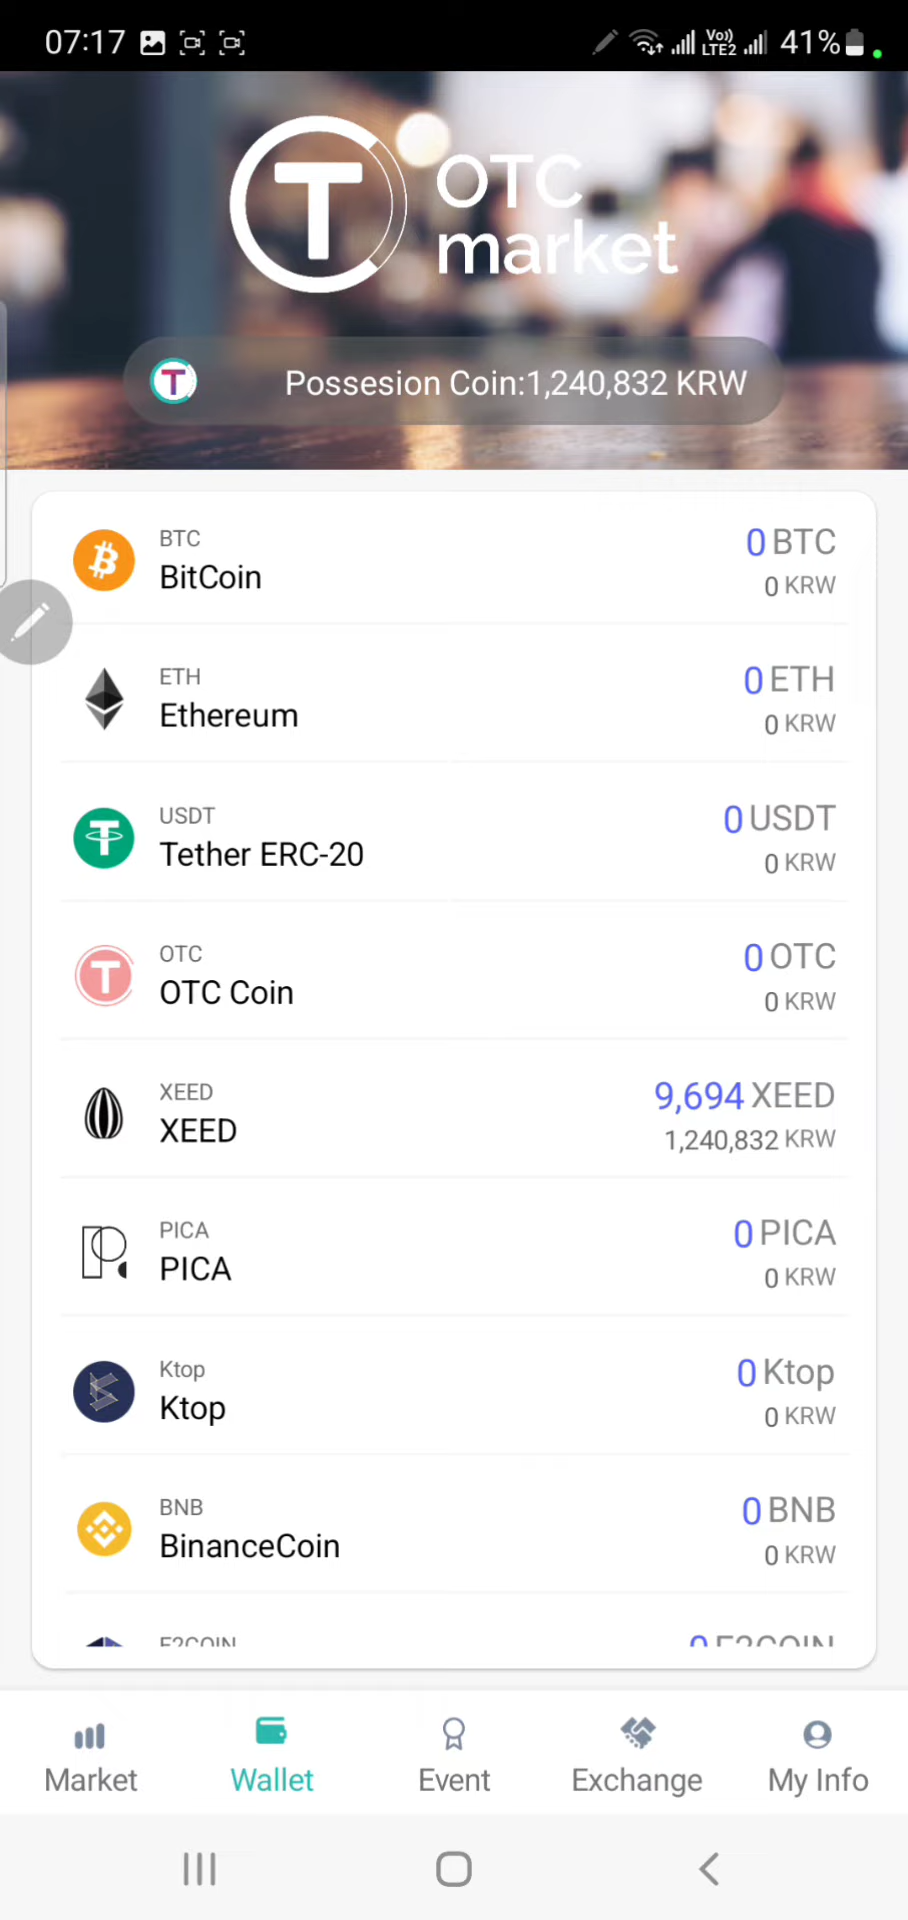 07:17
Vo))
LTE2
41%
T OTC
market
T Possesion Coin:1,240,832 KRW
BTC
BitCoin
0 BTC
0 KRW
ETH
Ethereum
0 ETH
0 KRW
USDT
Tether ERC-20
0 USDT
0 KRW
OTC
OTC Coin
0 OTC
0 KRW
XEED
XEED
9,694 XEED
1,240,832 KRW
PICA
PICA
0 PICA
0 KRW
Ktop
Ktop
0 Ktop
0 KRW
BNB
BinanceCoin
0 BNB
0 KRW
Market
Wallet
Event
Exchange
My Info